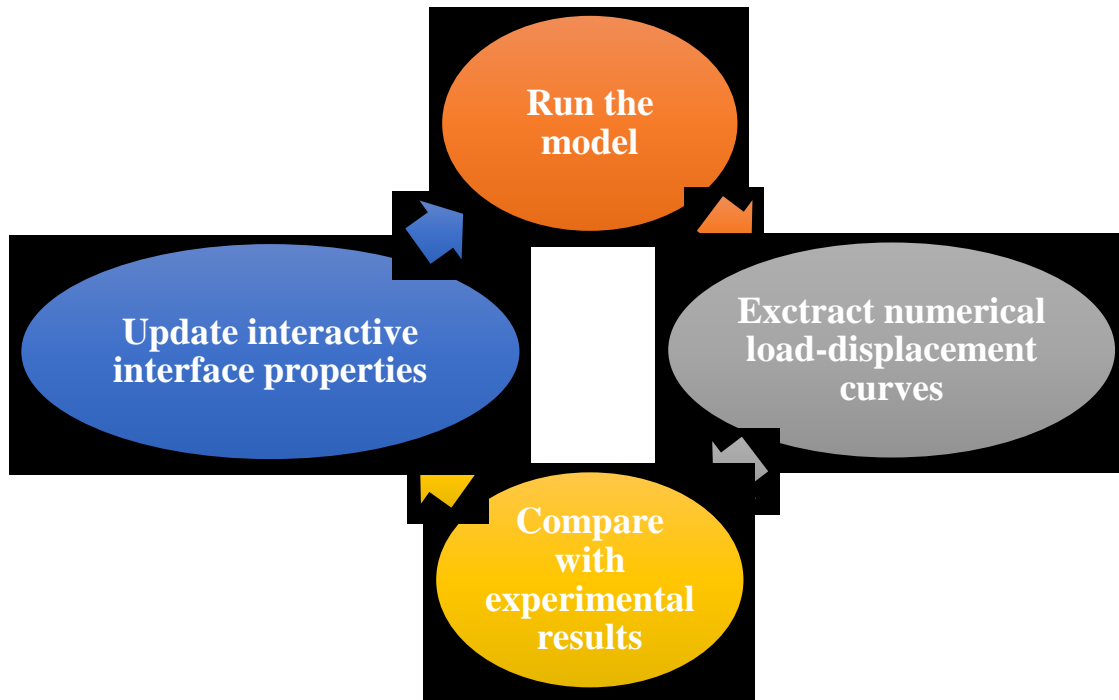 Run the
model
Exctract numerical
load-displacement
curves
Compare
with
experimental
results
Update interactive
interface properties